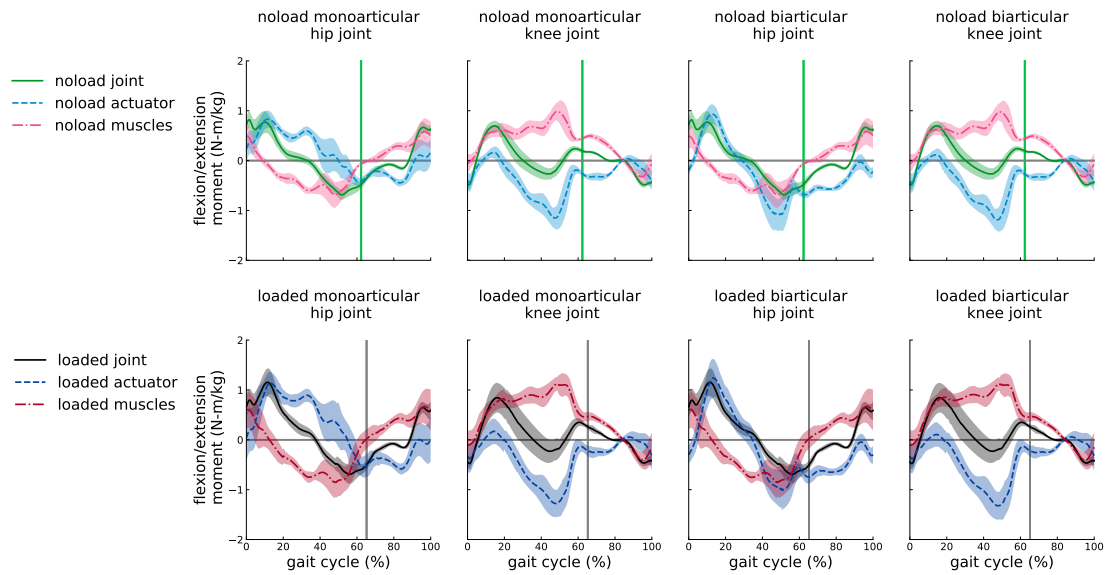 noload monoarticular
hip joint
noload monoarticular
knee joint
noload biarticular
hip joint
noload biarticular
knee joint
noload joint
noload actuator
noload muscles
flexion/extension
moment (N-m/kg)
2
1
0
−1
−2
loaded monoarticular
hip joint
loaded monoarticular
knee joint
loaded biarticular
hip joint
loaded biarticular
knee joint
loaded joint
loaded actuator
loaded muscles
flexion/extension
moment (N-m/kg)
2
1
0
−1
−2
0 20 40 60 80 100
0 20 40 60 80 100
0 20 40 60 80 100
0 20 40 60 80 100
gait cycle (%)
gait cycle (%)
gait cycle (%)
gait cycle (%)